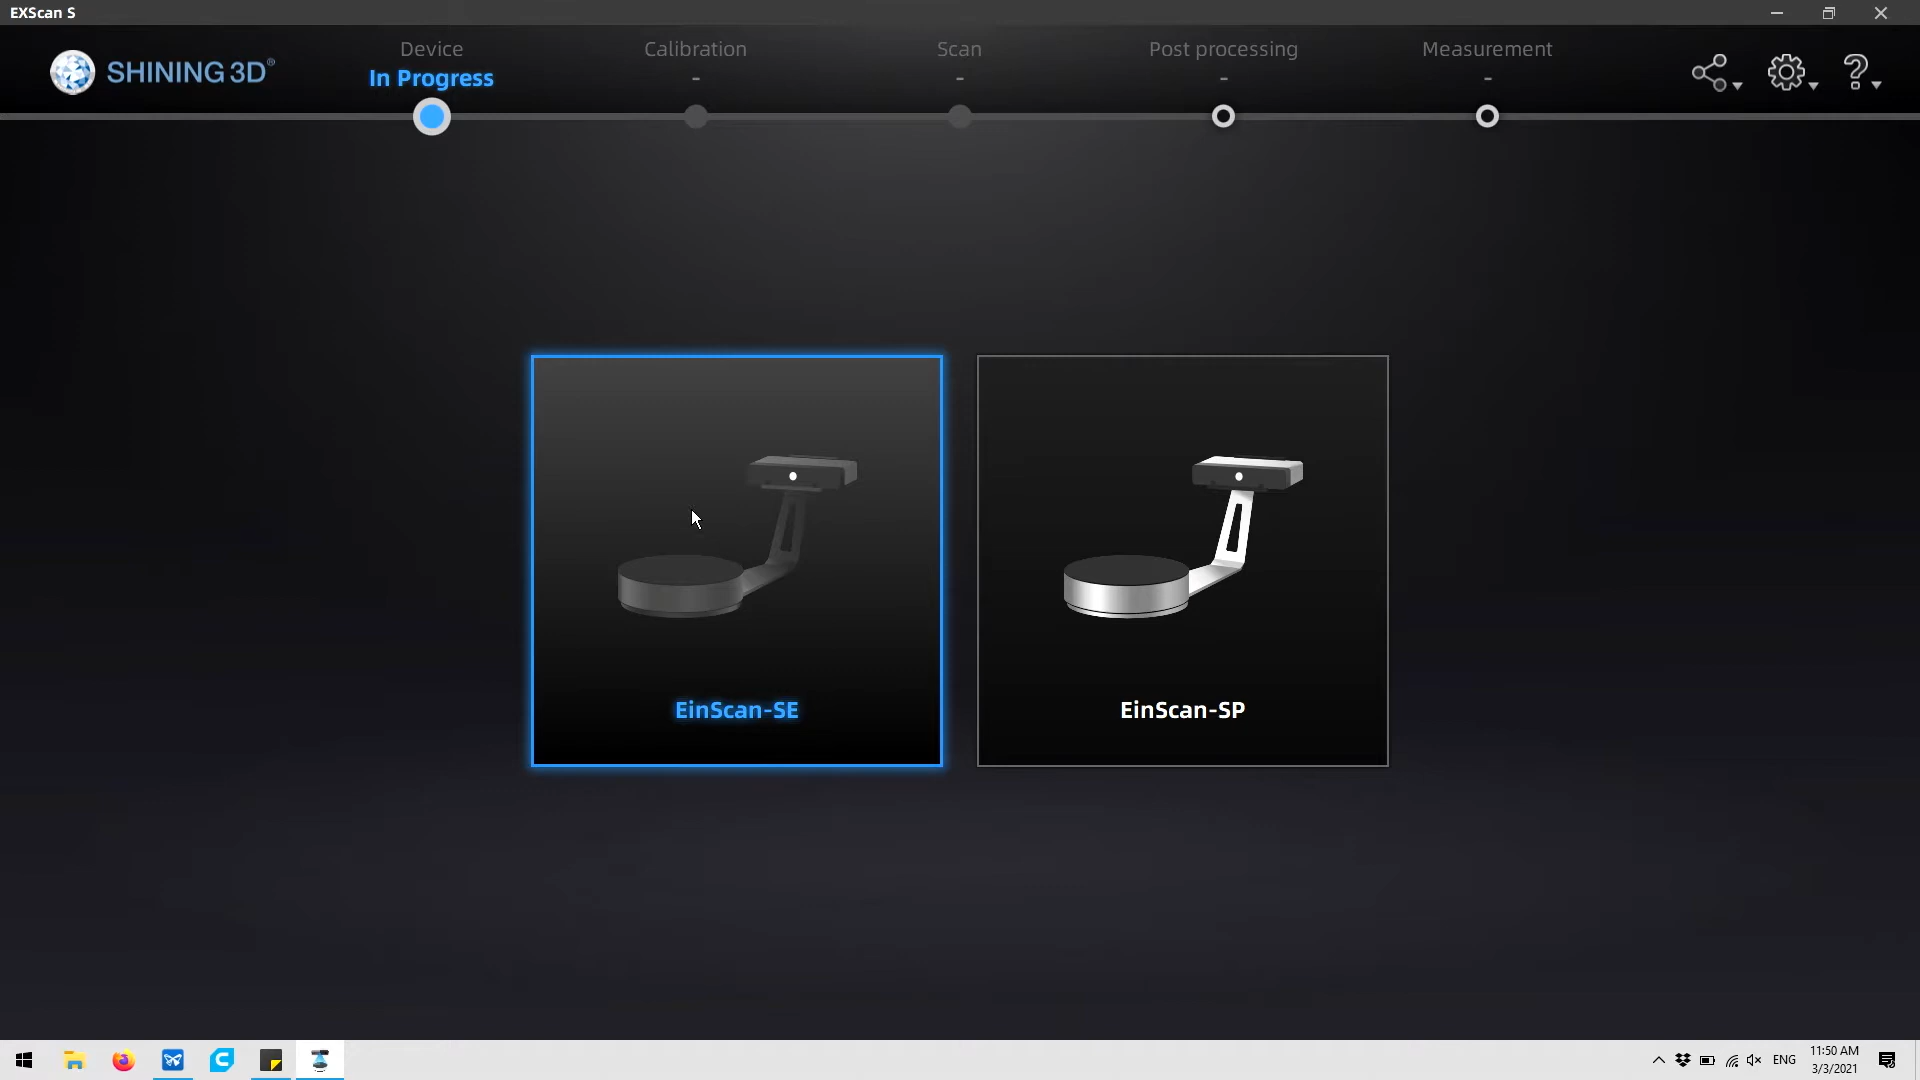 EXScan S
SHINING 3D®
Device
In Progress
Calibration
-
Scan
-
Post processing
-
Measurement
-
EinScan-SE
EinScan-SP
ENG
11:50 AM
3/3/2021